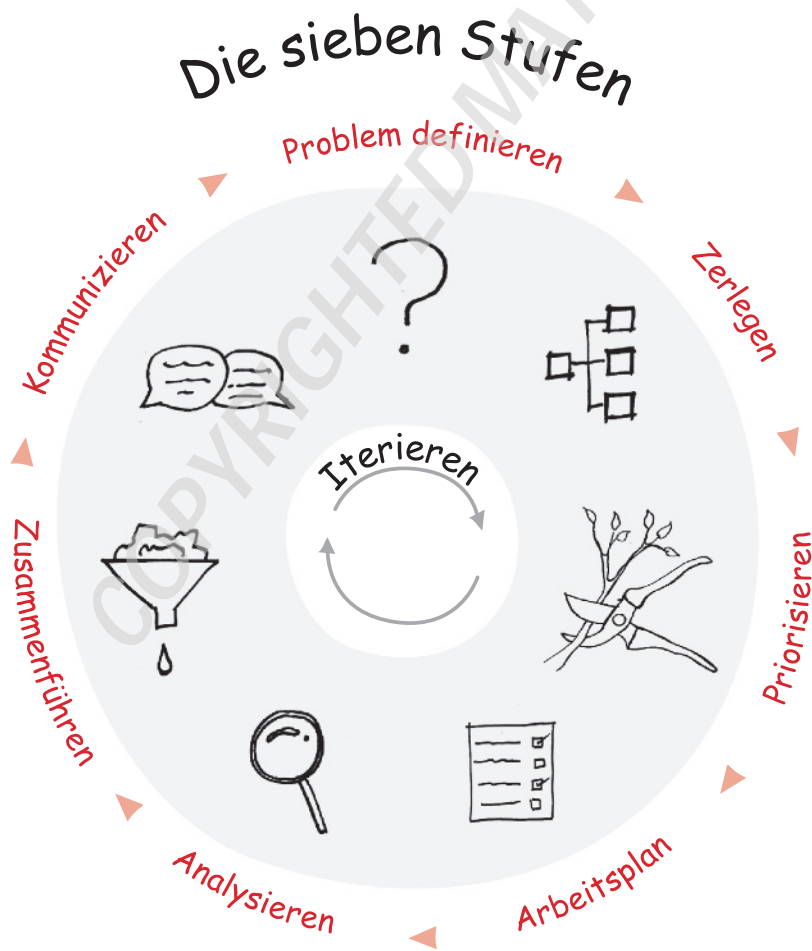 Die sieben Stufen
Problem definieren
Zerlegen
Priorisieren
Arbeitsplan
Analysieren
Zusammenführen
Kommunizieren
Iterieren
COPYRIGHTED MA